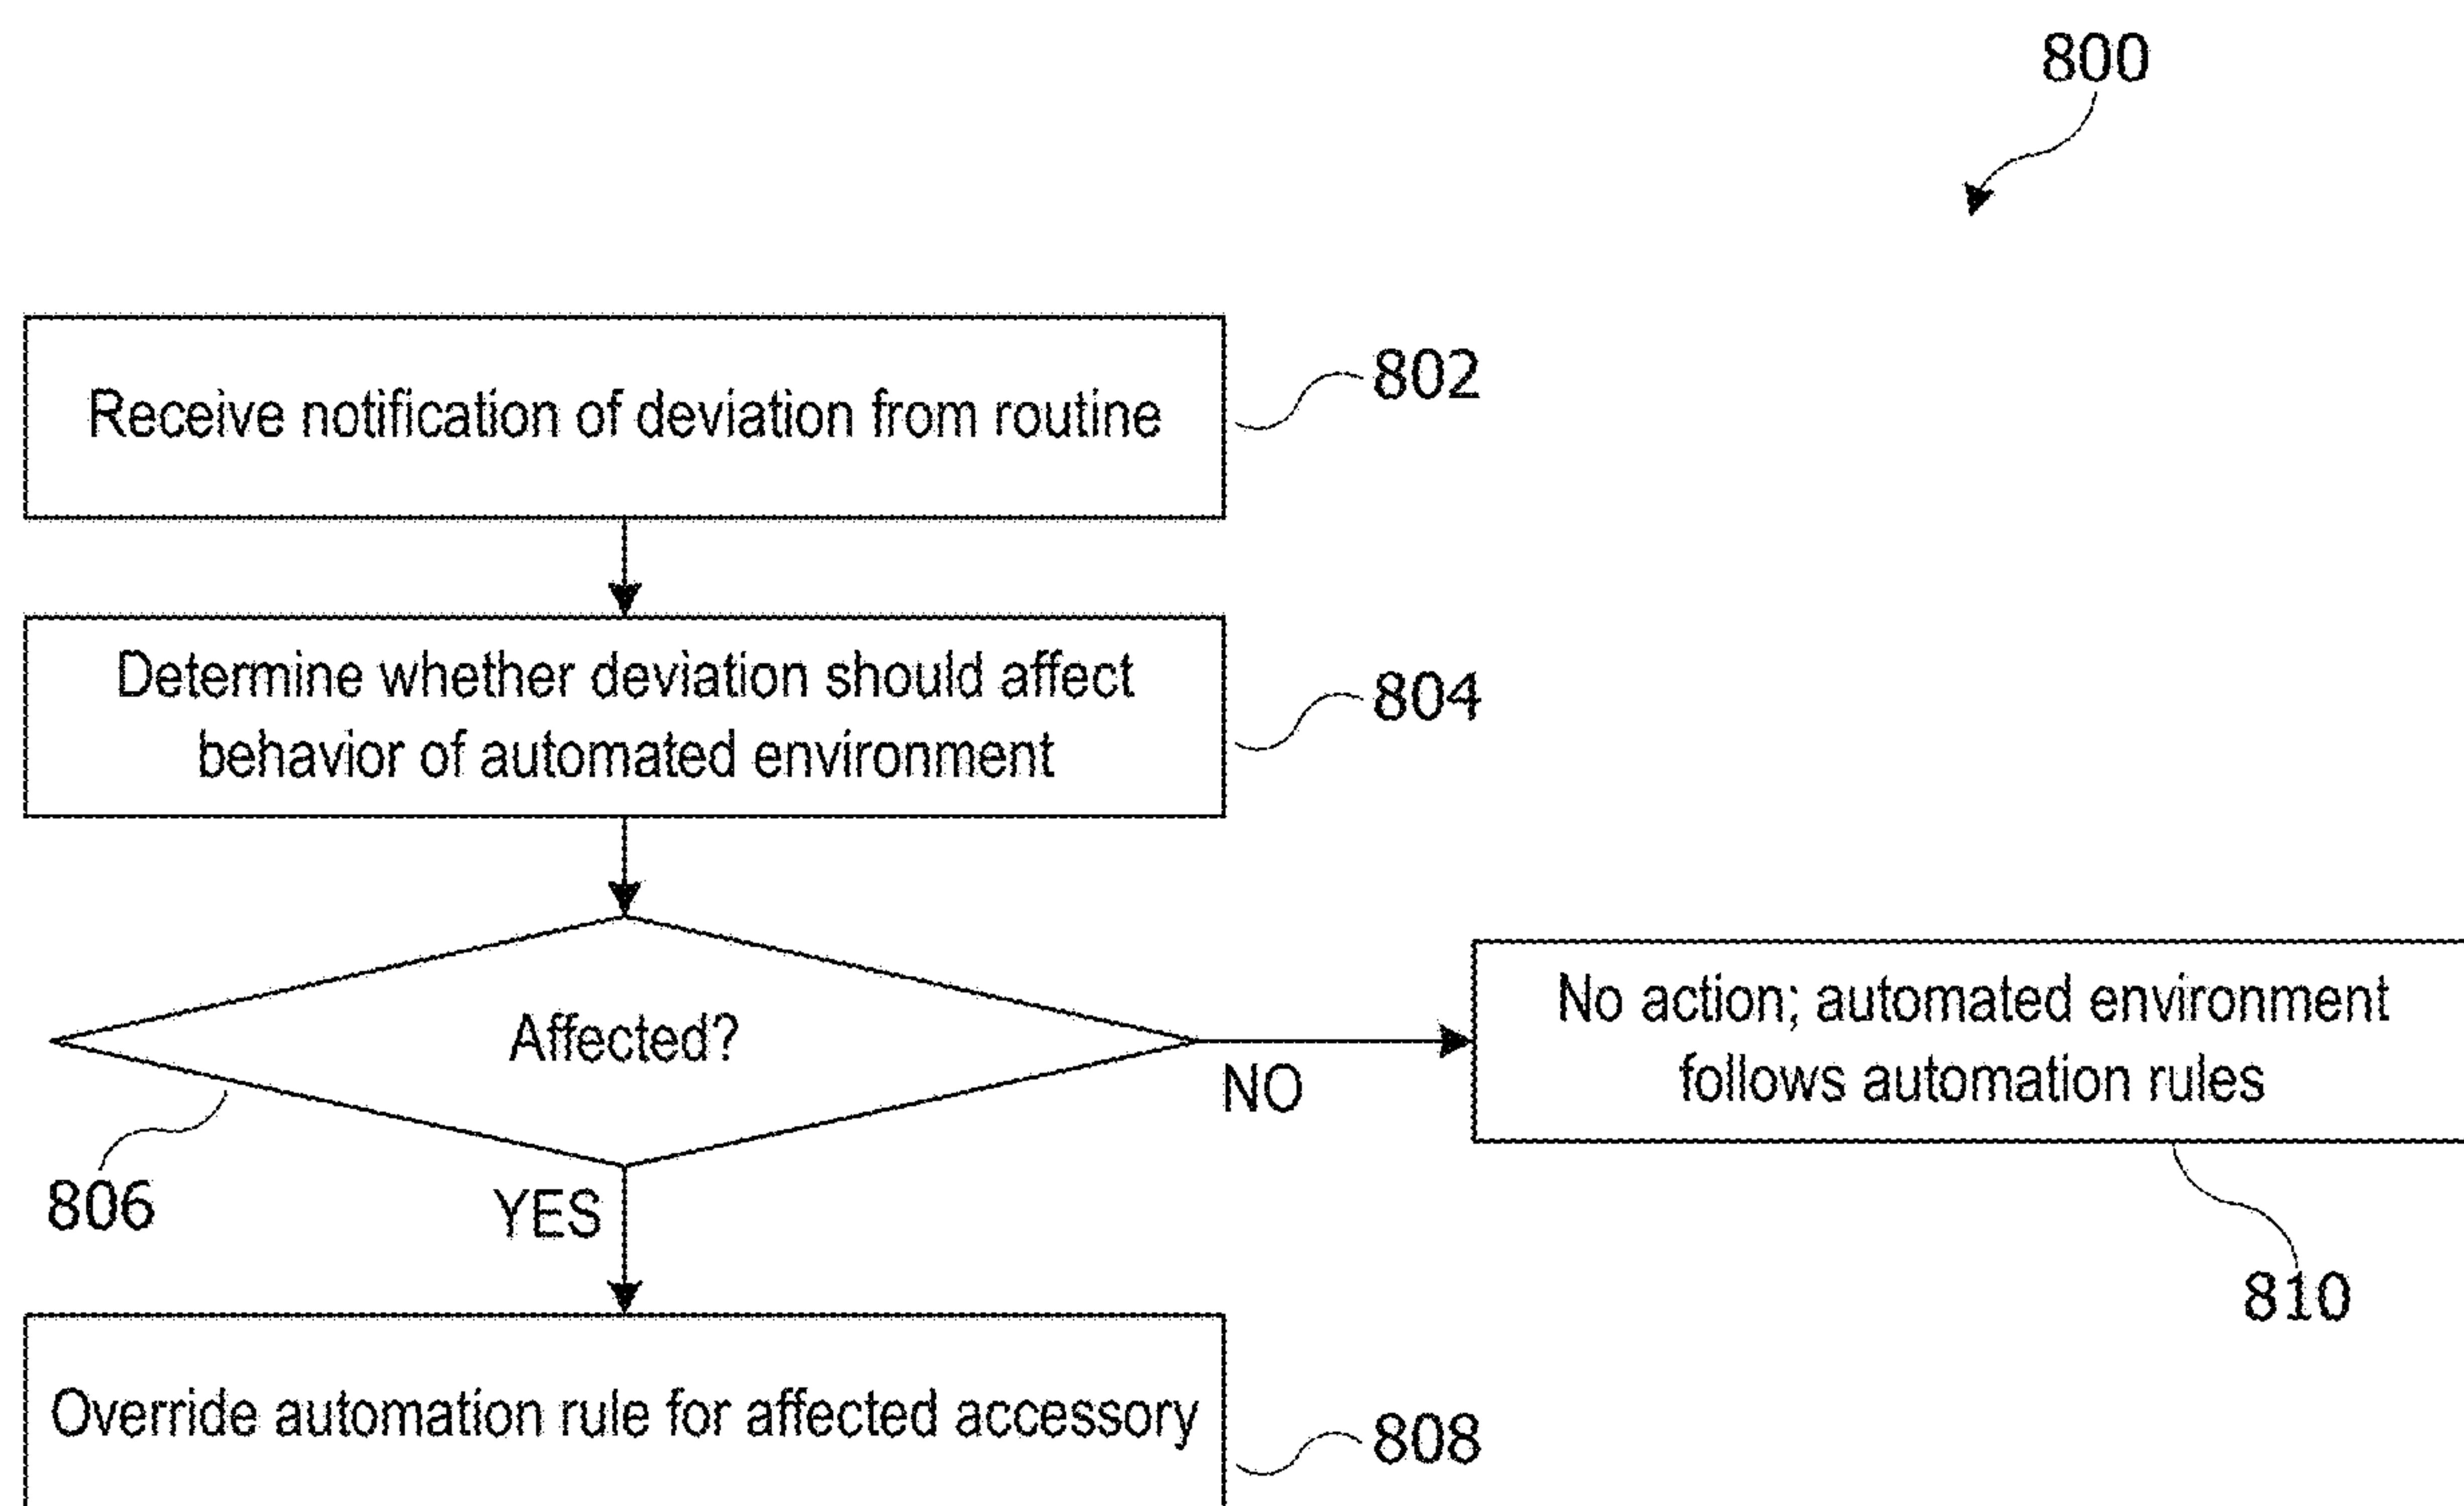 800
Receive notification of deviation from routine
802
Determine whether deviation should affect
behavior of automated environment
804
Affected?
806
NO
No action; automated environment
follows automation rules
810
YES
Override automation rule for affected accessory
808